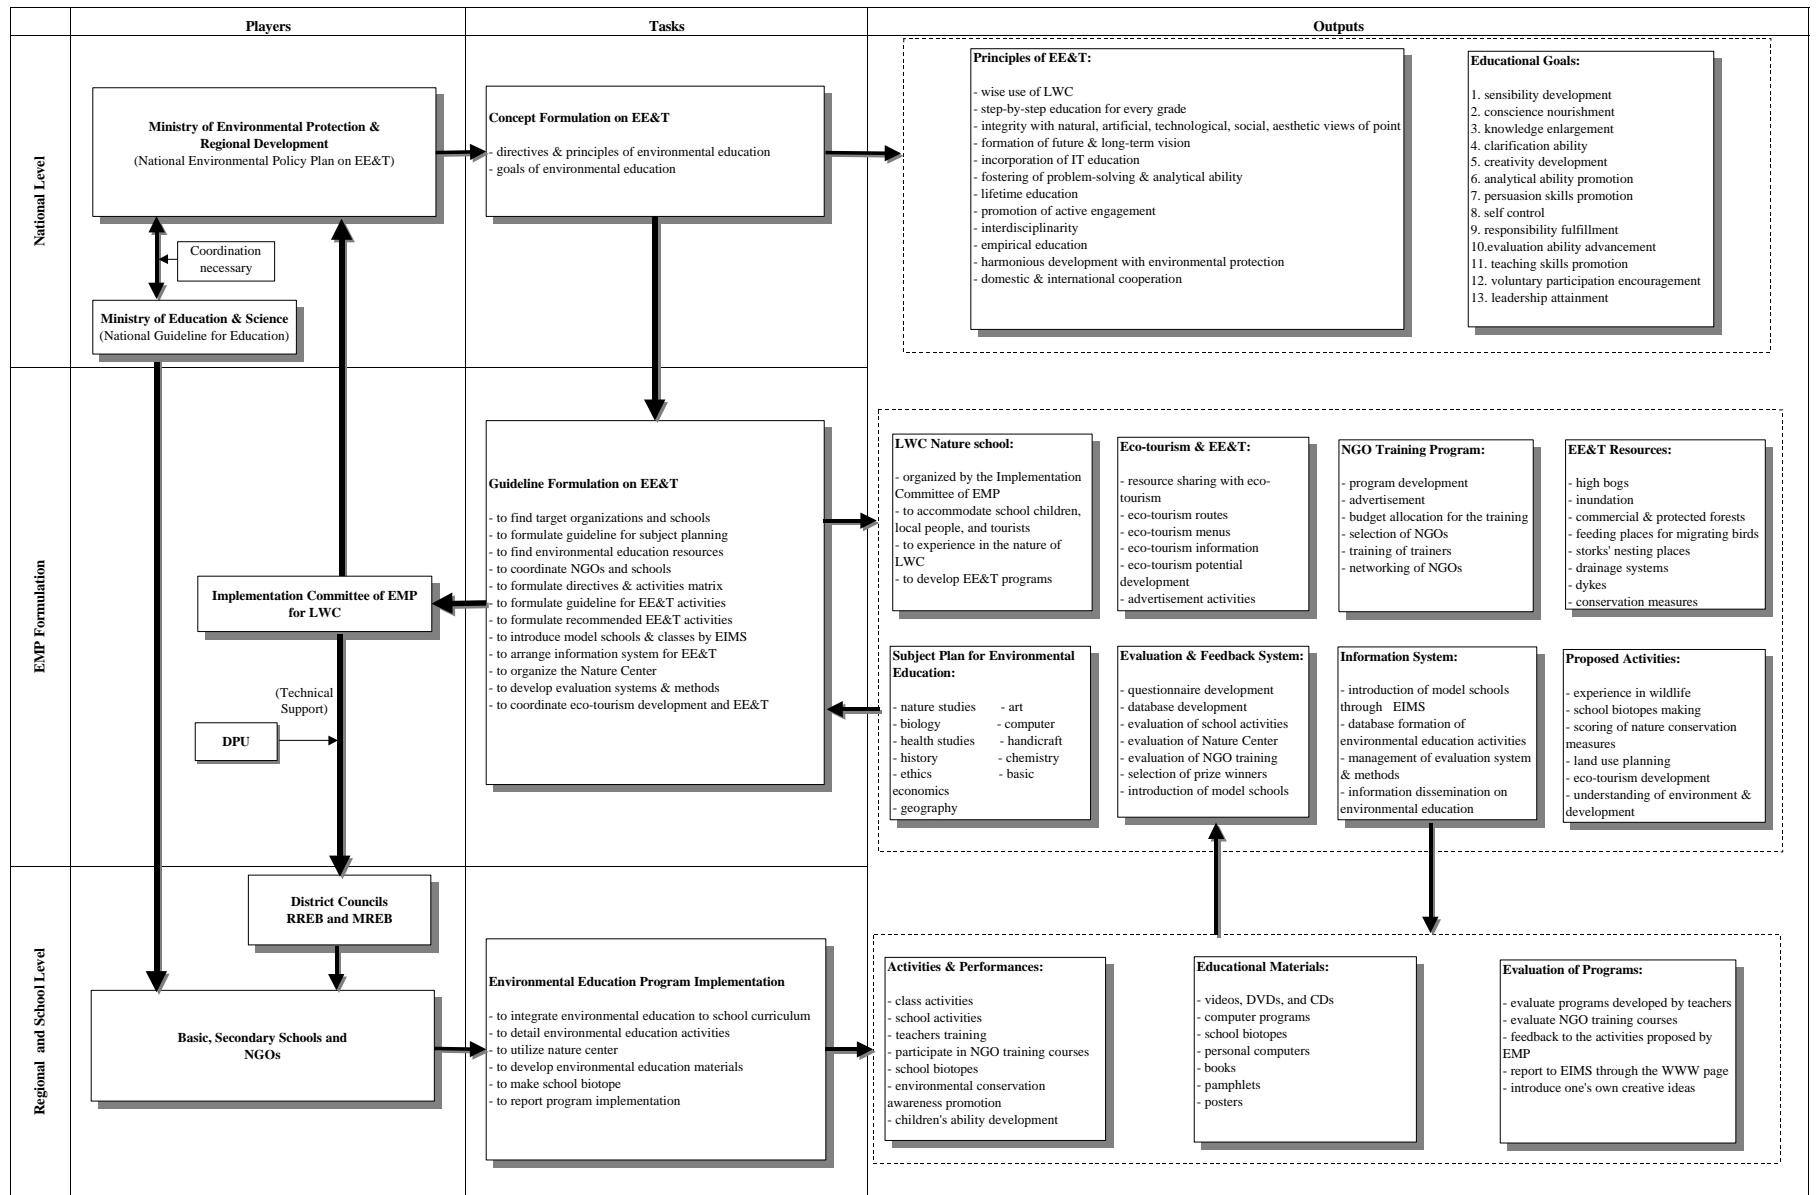 Players
Tasks
Outputs
National Level
Ministry of Environmental Protection &
Regional Development
(National Environmental Policy Plan on EE&T)
Coordination
necessary
Ministry of Education & Science
(National Guideline for Education)
Concept Formulation on EE&T
- directives & principles of environmental education
- goals of environmental education
Principles of EE&T:
- wise use of LWC
- step-by-step education for every grade
- integrity with natural, artificial, technological, social, aesthetic views of point
- formation of future & long-term vision
- incorporation of IT education
- fostering of problem-solving & analytical ability
- lifetime education
- promotion of active engagement
- interdisciplinarity
- empirical education
- harmonious development with environmental protection
- domestic & international cooperation
Educational Goals:
1. sensibility development
2. conscience nourishment
3. knowledge enlargement
4. clarification ability
5. creativity development
6. analytical ability promotion
7. persuasion skills promotion
8. self control
9. responsibility fulfillment
10.evaluation ability advancement
11. teaching skills promotion
12. voluntary participation encouragement
13. leadership attainment
EMP Formulation
Implementation Committee of EMP
for LWC
(Technical
Support)
DPU
Guideline Formulation on EE&T
- to find target organizations and schools
- to formulate guideline for subject planning
- to find environmental education resources
- to coordinate NGOs and schools
- to formulate directives & activities matrix
- to formulate guideline for EE&T activities
- to formulate recommended EE&T activities
- to introduce model schools & classes by EIMS
- to arrange information system for EE&T
- to organize the Nature Center
- to develop evaluation systems & methods
- to coordinate eco-tourism development and EE&T
LWC Nature school:
- organized by the Implementation
Committee of EMP
- to accommodate school children,
local people, and tourists
- to experience in the nature of
LWC
- to develop EE&T programs
Eco-tourism & EE&T:
- resource sharing with eco-
tourism
- eco-tourism routes
- eco-tourism menus
- eco-tourism information
- eco-tourism potential
development
- advertisement activities
NGO Training Program:
- program development
- advertisement
- budget allocation for the training
- selection of NGOs
- training of trainers
- networking of NGOs
EE&T Resources:
- high bogs
- inundation
- commercial & protected forests
- feeding places for migrating birds
- storks' nesting places
- drainage systems
- dykes
- conservation measures
Subject Plan for Environmental
Education:
- nature studies - art
- biology - computer
- health studies - handicraft
- history - chemistry
- ethics - basic
economics
- geography
Evaluation & Feedback System:
- questionnaire development
- database development
- evaluation of school activities
- evaluation of Nature Center
- evaluation of NGO training
- selection of prize winners
- introduction of model schools
Information System:
- introduction of model schools
through EIMS
- database formation of
environmental education activities
- management of evaluation system
& methods
- information dissemination on
environmental education
Proposed Activities:
- experience in wildlife
- school biotopes making
- scoring of nature conservation
measures
- land use planning
- eco-tourism development
- understanding of environment &
development
Regional and School Level
District Councils
RREB and MREB
Basic, Secondary Schools and
NGOs
Environmental Education Program Implementation
- to integrate environmental education to school curriculum
- to detail environmental education activities
- to utilize nature center
- to develop environmental education materials
- to make school biotope
- to report program implementation
Activities & Performances:
- class activities
- school activities
- teachers training
- participate in NGO training courses
- school biotopes
- environmental conservation
awareness promotion
- children's ability development
Educational Materials:
- videos, DVDs, and CDs
- computer programs
- school biotopes
- personal computers
- books
- pamphlets
- posters
Evaluation of Programs:
- evaluate programs developed by teachers
- evaluate NGO training courses
- feedback to the activities proposed by
EMP
- report to EIMS through the WWW page
- introduce one's own creative ideas